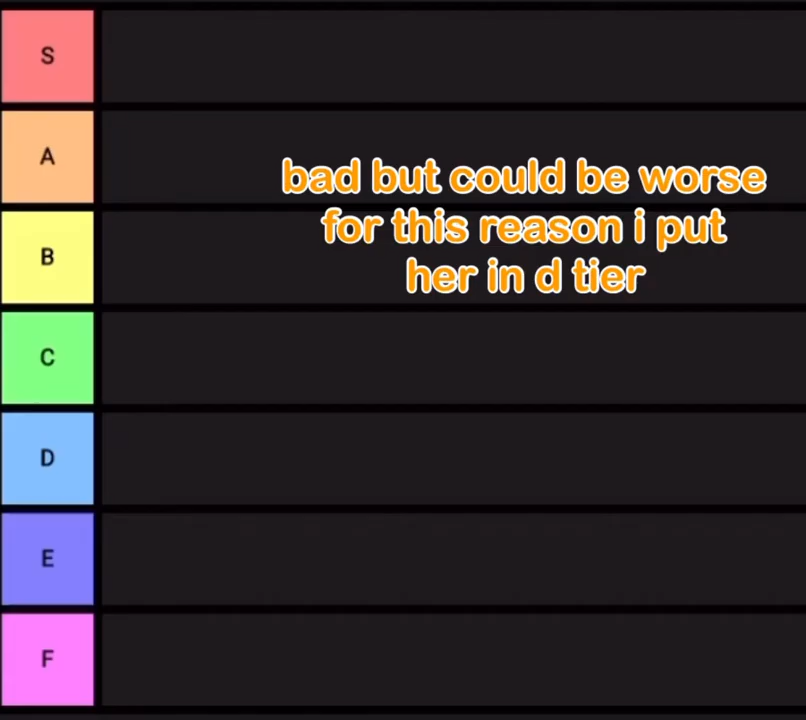 S
A
bad but could be worse
for this reason i put
B
her in d tier
C
D
E
F